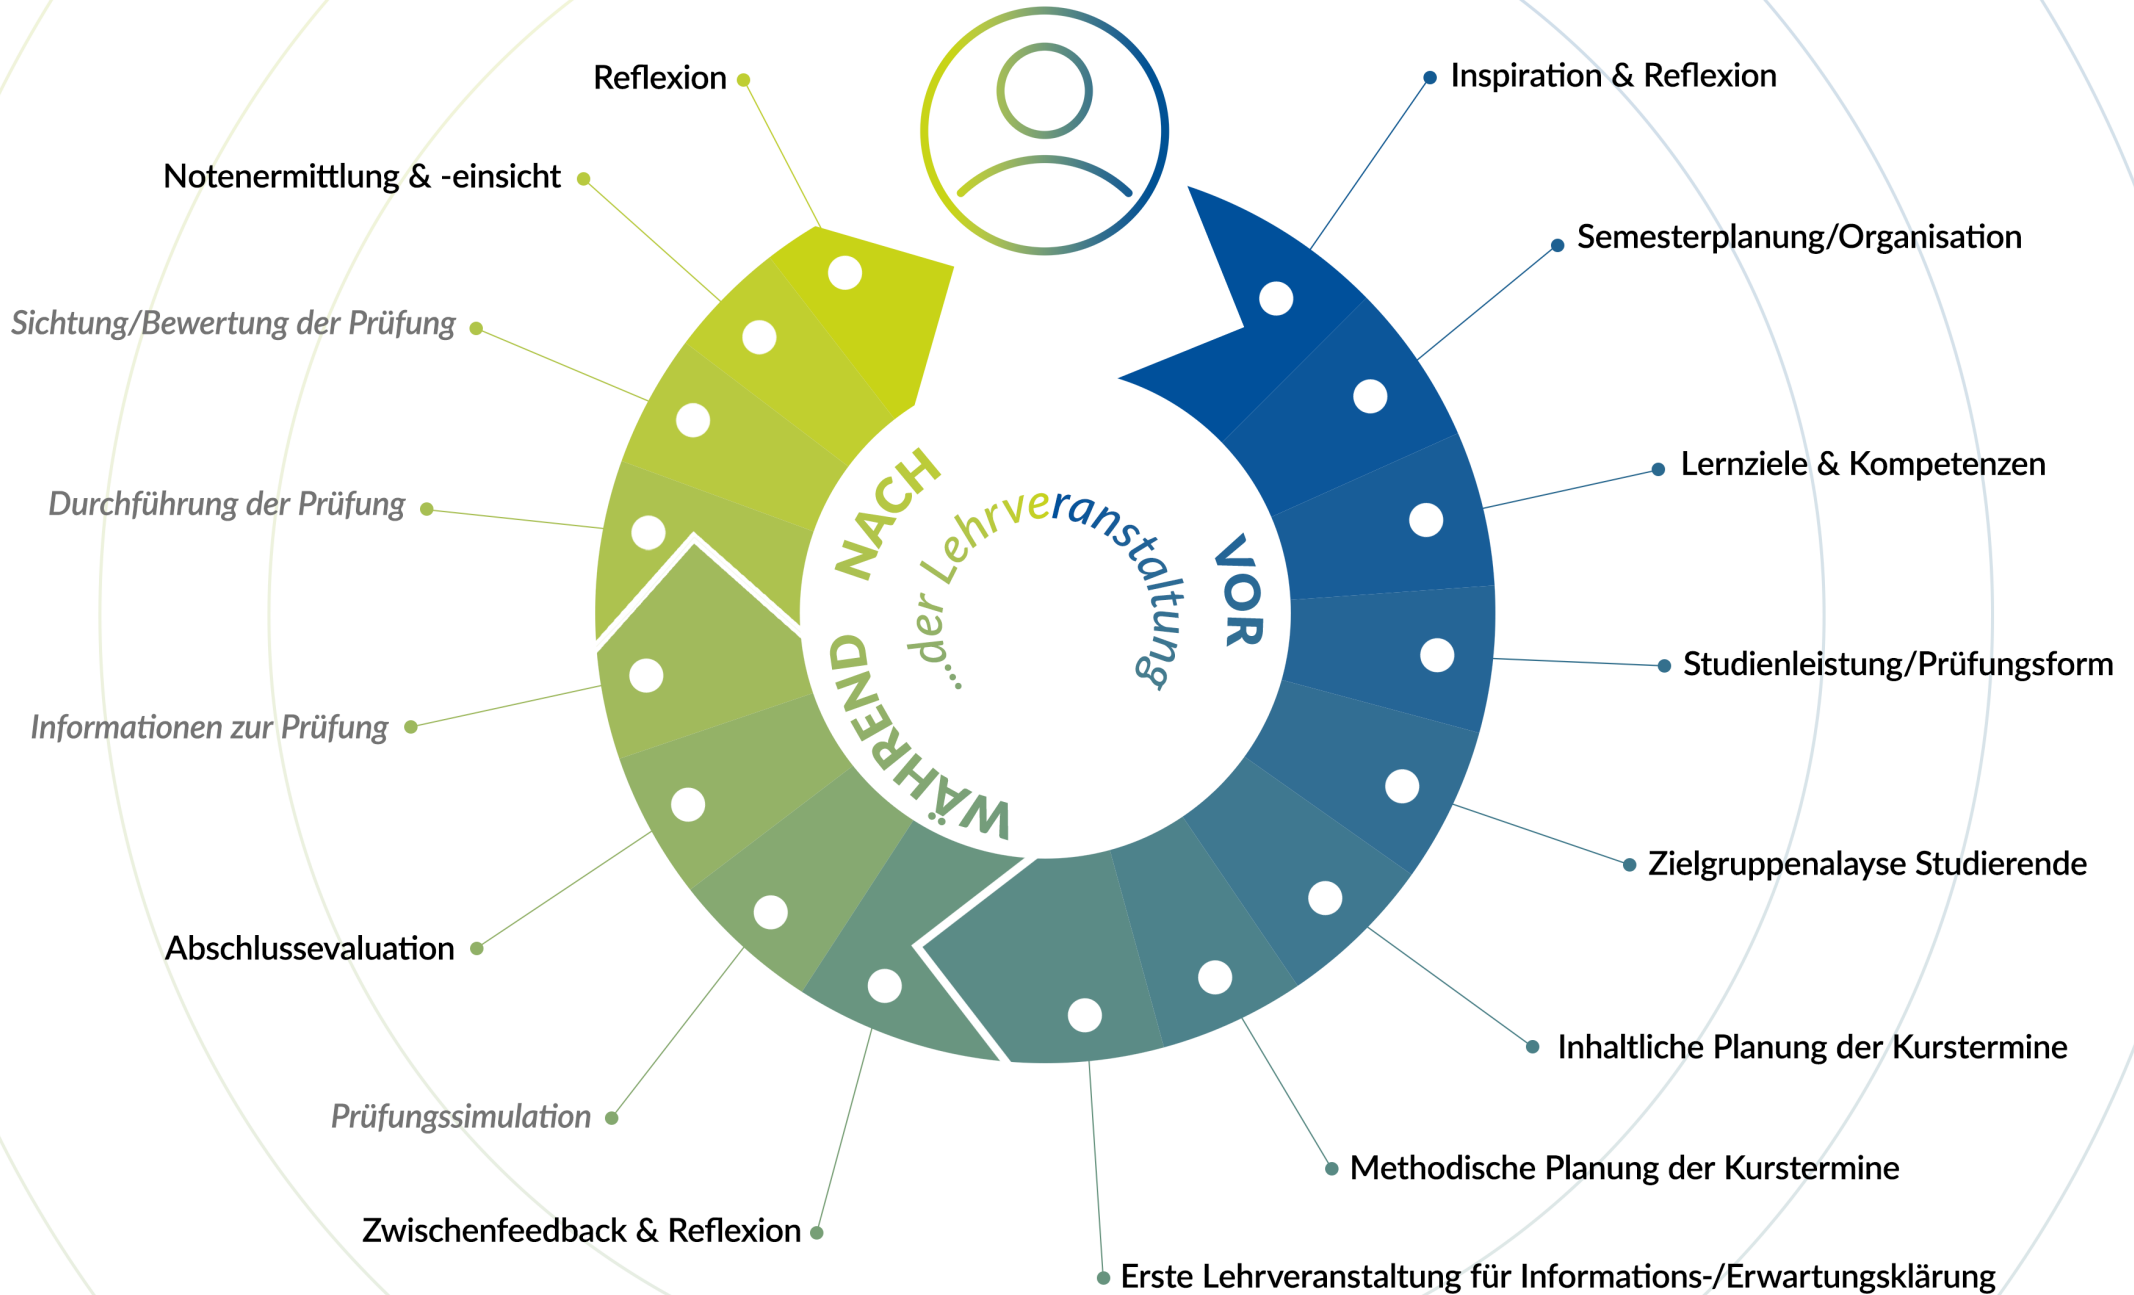 Inspiration & Reflexion
Semesterplanung/Organisation
Lernziele & Kompetenzen
Studienleistung/Prüfungsform
Zielgruppenalayse Studierende
Inhaltliche Planung der Kurstermine
Methodische Planung der Kurstermine
Erste Lehrveranstaltung für Informations-/Erwartungsklärung
Zwischenfeedback & Reflexion
Prüfungssimulation
Abschlussevaluation
Informationen zur Prüfung
Durchführung der Prüfung
Sichtung/Bewertung der Prüfung
Notenermittlung & -einsicht
Reflexion
VOR
WÄHREND
NACH
...der Lehrveranstaltung